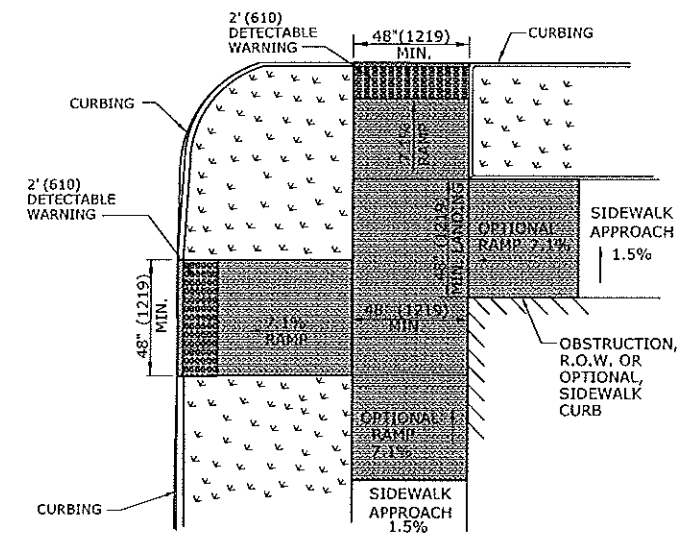 2' (610)
DETECTABLE
WARNING
48" (1219)
MIN.
CURBING
CURBING
7.1%
RAMP
2' (610)
DETECTABLE
WARNING
48" (1219)
MIN. LANDING
OPTIONAL
RAMP 7.1%
SIDEWALK
APPROACH
1.5%
48" (1219)
MIN.
7.1%
RAMP
48" (1219)
MIN.
OBSTRUCTION,
R.O.W. OR
OPTIONAL,
SIDEWALK
CURB
OPTIONAL
RAMP
7.1%
CURBING
SIDEWALK
APPROACH
1.5%